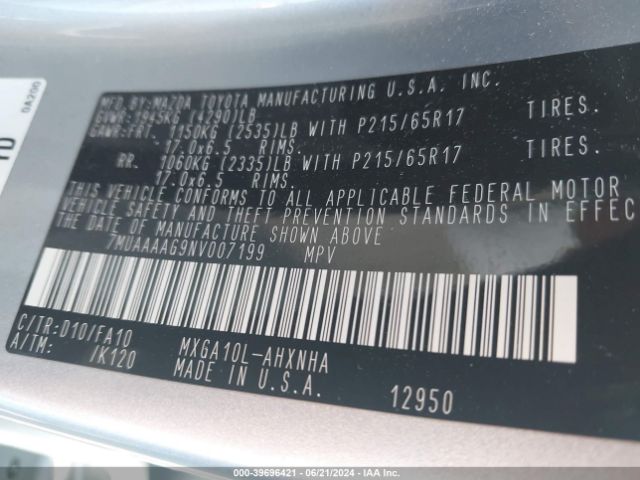 0A200
10
MFD.BY:MAZDA TOYOTA MANUFACTURING U.S.A. INC.
GVWR:1945KG (4290)LB
GAWR:FRT. 1150KG (2535)LB WITH P215/65R17 TIRES.
17.0x6.5 RIMS.
RR. 1060KG (2335)LB WITH P215/65R17 TIRES.
17.0x6.5 RIMS.
THIS VEHICLE CONFORMS TO ALL APPLICABLE FEDERAL MOTOR
VEHICLE SAFETY AND THEFT PREVENTION STANDARDS IN EFFEC
THE DATE OF MANUFACTURE SHOWN ABOVE
7MUAAAAG9NV007199 MPV
C/TR:D10/FA10 MXGA10L-AHXNHA
A/TM: /K120 MADE IN U.S.A. 12950
000-39696421 - 06/21/2024 - IAA Inc.